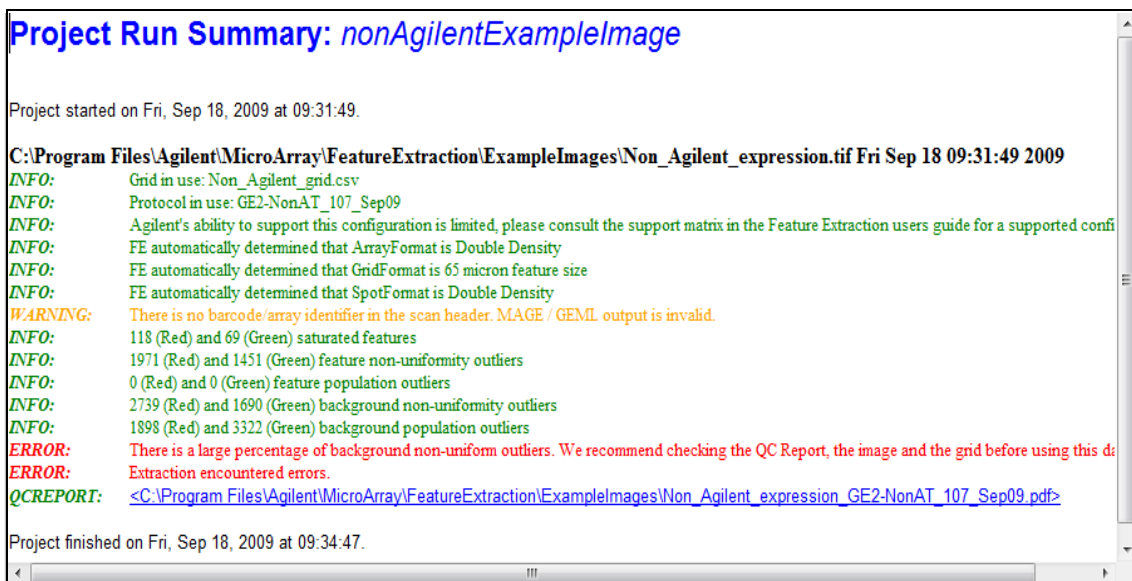 Project Run Summary: nonAgilentExampleImage
Project started on Fri, Sep 18, 2009 at 09:31:49.
C:\Program Files\Agilent\MicroArray\FeatureExtraction\ExampleImages\Non_Agilent_expression.tif Fri Sep 18 09:31:49 2009
INFO: Grid in use: Non_Agilent_grid.csv
INFO: Protocol in use: GE2-NonAT_107_Sep09
INFO: Agilent's ability to support this configuration is limited, please consult the support matrix in the Feature Extraction users guide for a supported confi
INFO: FE automatically determined that ArrayFormat is Double Density
INFO: FE automatically determined that GridFormat is 65 micron feature size
INFO: FE automatically determined that SpotFormat is Double Density
WARNING: There is no barcode/array identifier in the scan header. MAGE / GEML output is invalid.
INFO: 118 (Red) and 69 (Green) saturated features
INFO: 1971 (Red) and 1451 (Green) feature non-uniformity outliers
INFO: 0 (Red) and 0 (Green) feature population outliers
INFO: 2739 (Red) and 1690 (Green) background non-uniformity outliers
INFO: 1898 (Red) and 3322 (Green) background population outliers
ERROR: There is a large percentage of background non-uniform outliers. We recommend checking the QC Report, the image and the grid before using this da
ERROR: Extraction encountered errors.
QCREPORT: <C:\Program Files\Agilent\MicroArray\FeatureExtraction\ExampleImages\Non_Agilent_expression_GE2-NonAT_107_Sep09.pdf>
Project finished on Fri, Sep 18, 2009 at 09:34:47.